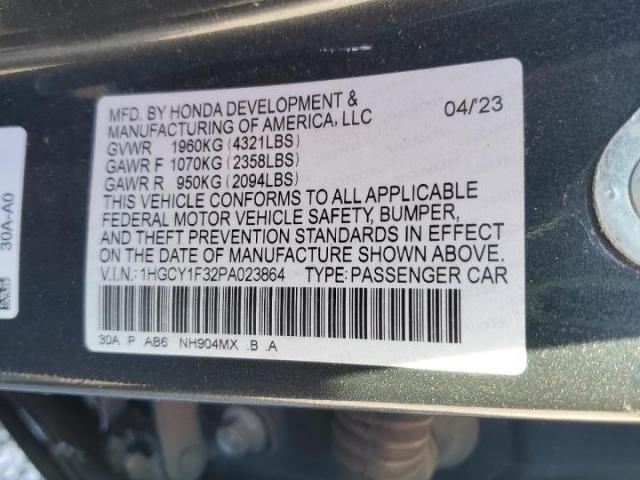 MFD. BY HONDA DEVELOPMENT &
MANUFACTURING OF AMERICA, LLC 04/'23
GVWR 1960KG (4321LBS)
GAWR F 1070KG (2358LBS)
GAWR R 950KG (2094LBS)
THIS VEHICLE CONFORMS TO ALL APPLICABLE
FEDERAL MOTOR VEHICLE SAFETY, BUMPER,
AND THEFT PREVENTION STANDARDS IN EFFECT
ON THE DATE OF MANUFACTURE SHOWN ABOVE.
V.I.N.:1HGCY1F32PA023864 TYPE:PASSENGER CAR
30A P AB6 NH904MX .B .A
30A-A0